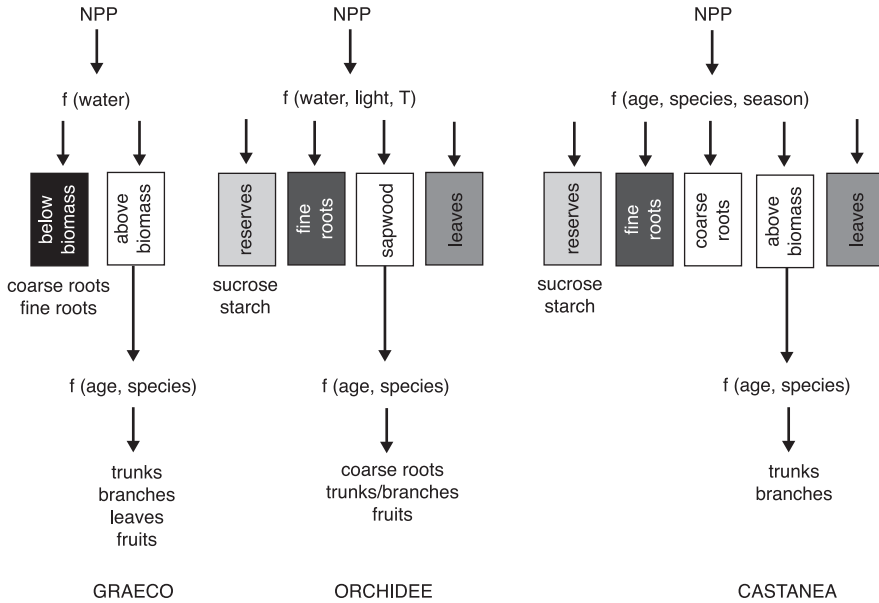 NPP
f (water)
below
biomass
above
biomass
coarse roots
fine roots
f (age, species)
trunks
branches
leaves
fruits
GRAECO
NPP
f (water, light, T)
reserves
fine
roots
sapwood
leaves
sucrose
starch
f (age, species)
coarse roots
trunks/branches
fruits
ORCHIDEE
NPP
f (age, species, season)
reserves
fine
roots
coarse
roots
above
biomass
leaves
sucrose
starch
f (age, species)
trunks
branches
CASTANEA